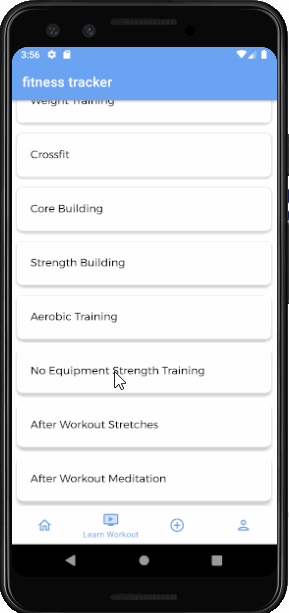 3:56
fitness tracker
Weight Training
Crossfit
Core Building
Strength Building
Aerobic Training
No Equipment Strength Training
After Workout Stretches
After Workout Meditation
Learn Workout